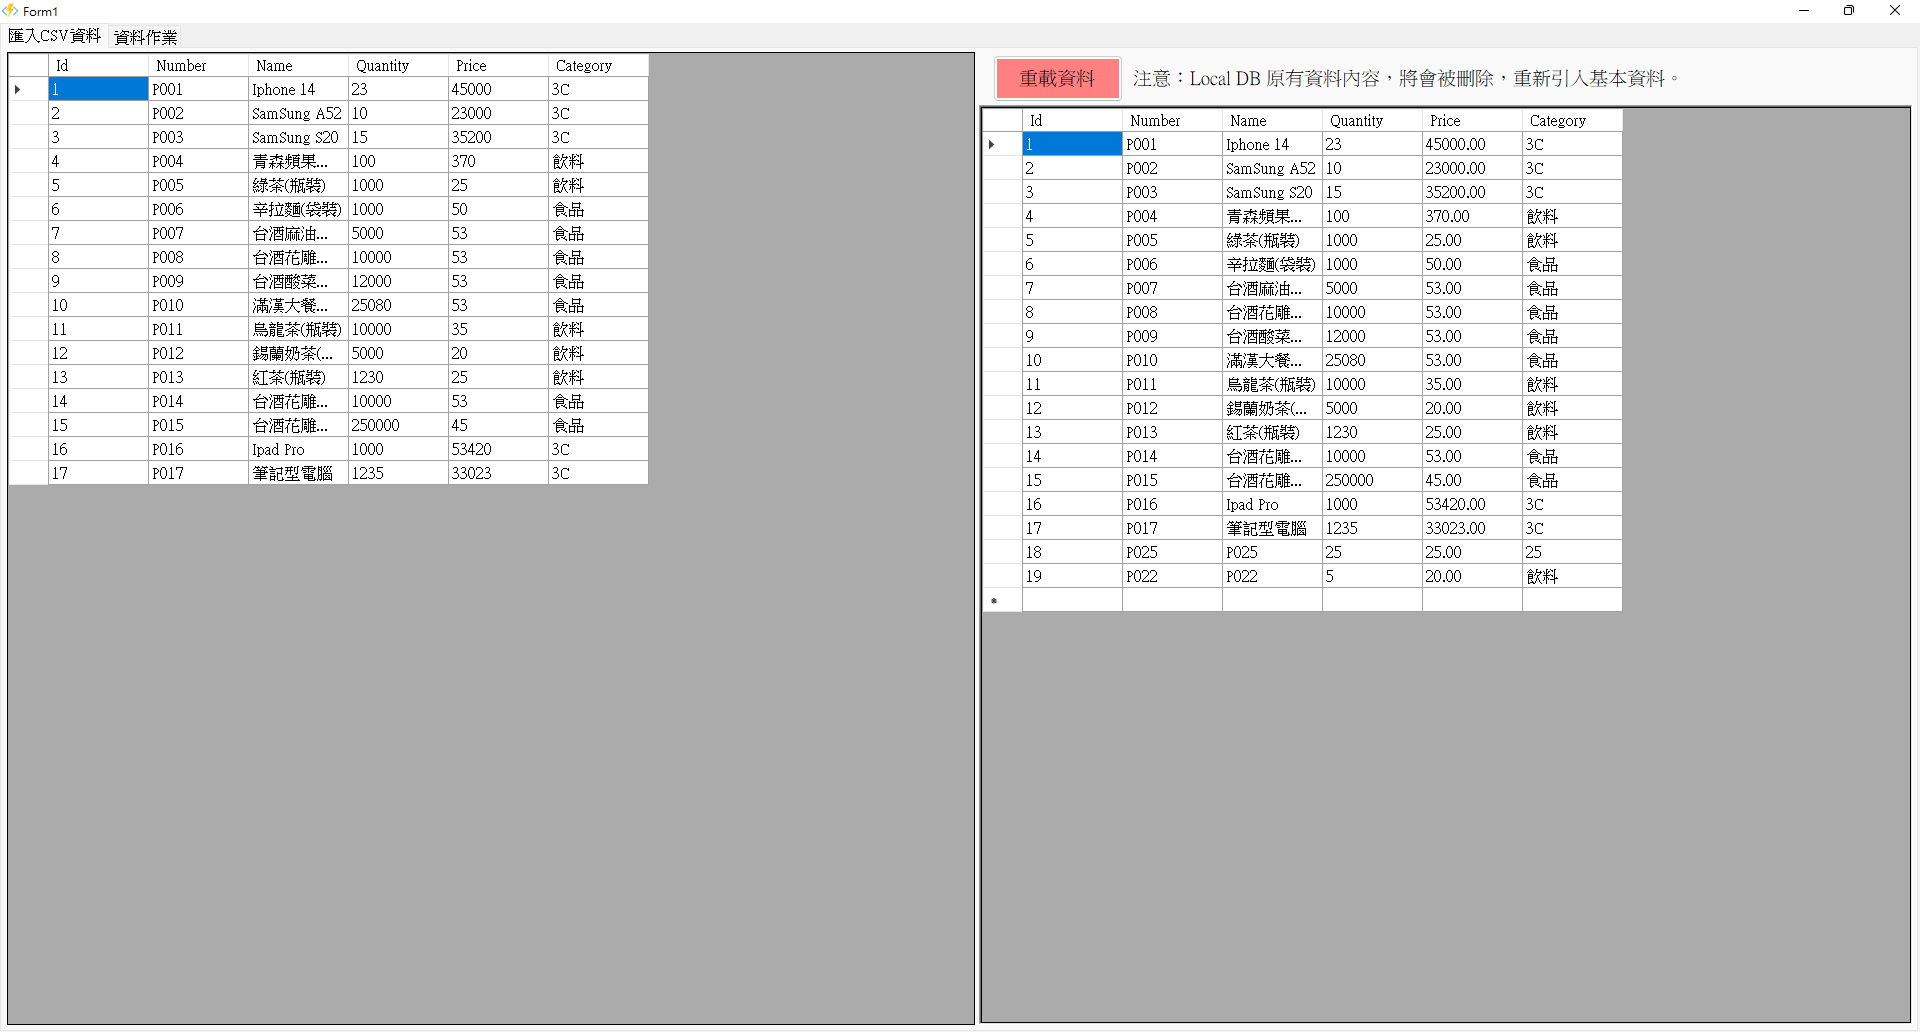 Form1
匯入CSV資料 資料作業
Id Number Name Quantity Price Category
1 P001 Iphone 14 23 45000 3C
2 P002 SamSung A52 10 23000 3C
3 P003 SamSung S20 15 35200 3C
4 P004 青森頻果... 100 370 飲料
5 P005 綠茶(瓶裝) 1000 25 飲料
6 P006 辛拉麵(袋裝) 1000 50 食品
7 P007 台酒麻油... 5000 53 食品
8 P008 台酒花雕... 10000 53 食品
9 P009 台酒酸菜... 12000 53 食品
10 P010 滿漢大餐... 25080 53 食品
11 P011 烏龍茶(瓶裝) 10000 35 飲料
12 P012 錫蘭奶茶(... 5000 20 飲料
13 P013 紅茶(瓶裝) 1230 25 飲料
14 P014 台酒花雕... 10000 53 食品
15 P015 台酒花雕... 250000 45 食品
16 P016 Ipad Pro 1000 53420 3C
17 P017 筆記型電腦 1235 33023 3C
重載資料 注意：Local DB 原有資料內容，將會被刪除，重新引入基本資料。
Id Number Name Quantity Price Category
1 P001 Iphone 14 23 45000.00 3C
2 P002 SamSung A52 10 23000.00 3C
3 P003 SamSung S20 15 35200.00 3C
4 P004 青森頻果... 100 370.00 飲料
5 P005 綠茶(瓶裝) 1000 25.00 飲料
6 P006 辛拉麵(袋裝) 1000 50.00 食品
7 P007 台酒麻油... 5000 53.00 食品
8 P008 台酒花雕... 10000 53.00 食品
9 P009 台酒酸菜... 12000 53.00 食品
10 P010 滿漢大餐... 25080 53.00 食品
11 P011 烏龍茶(瓶裝) 10000 35.00 飲料
12 P012 錫蘭奶茶(... 5000 20.00 飲料
13 P013 紅茶(瓶裝) 1230 25.00 飲料
14 P014 台酒花雕... 10000 53.00 食品
15 P015 台酒花雕... 250000 45.00 食品
16 P016 Ipad Pro 1000 53420.00 3C
17 P017 筆記型電腦 1235 33023.00 3C
18 P025 P025 25 25.00 25
19 P022 P022 5 20.00 飲料